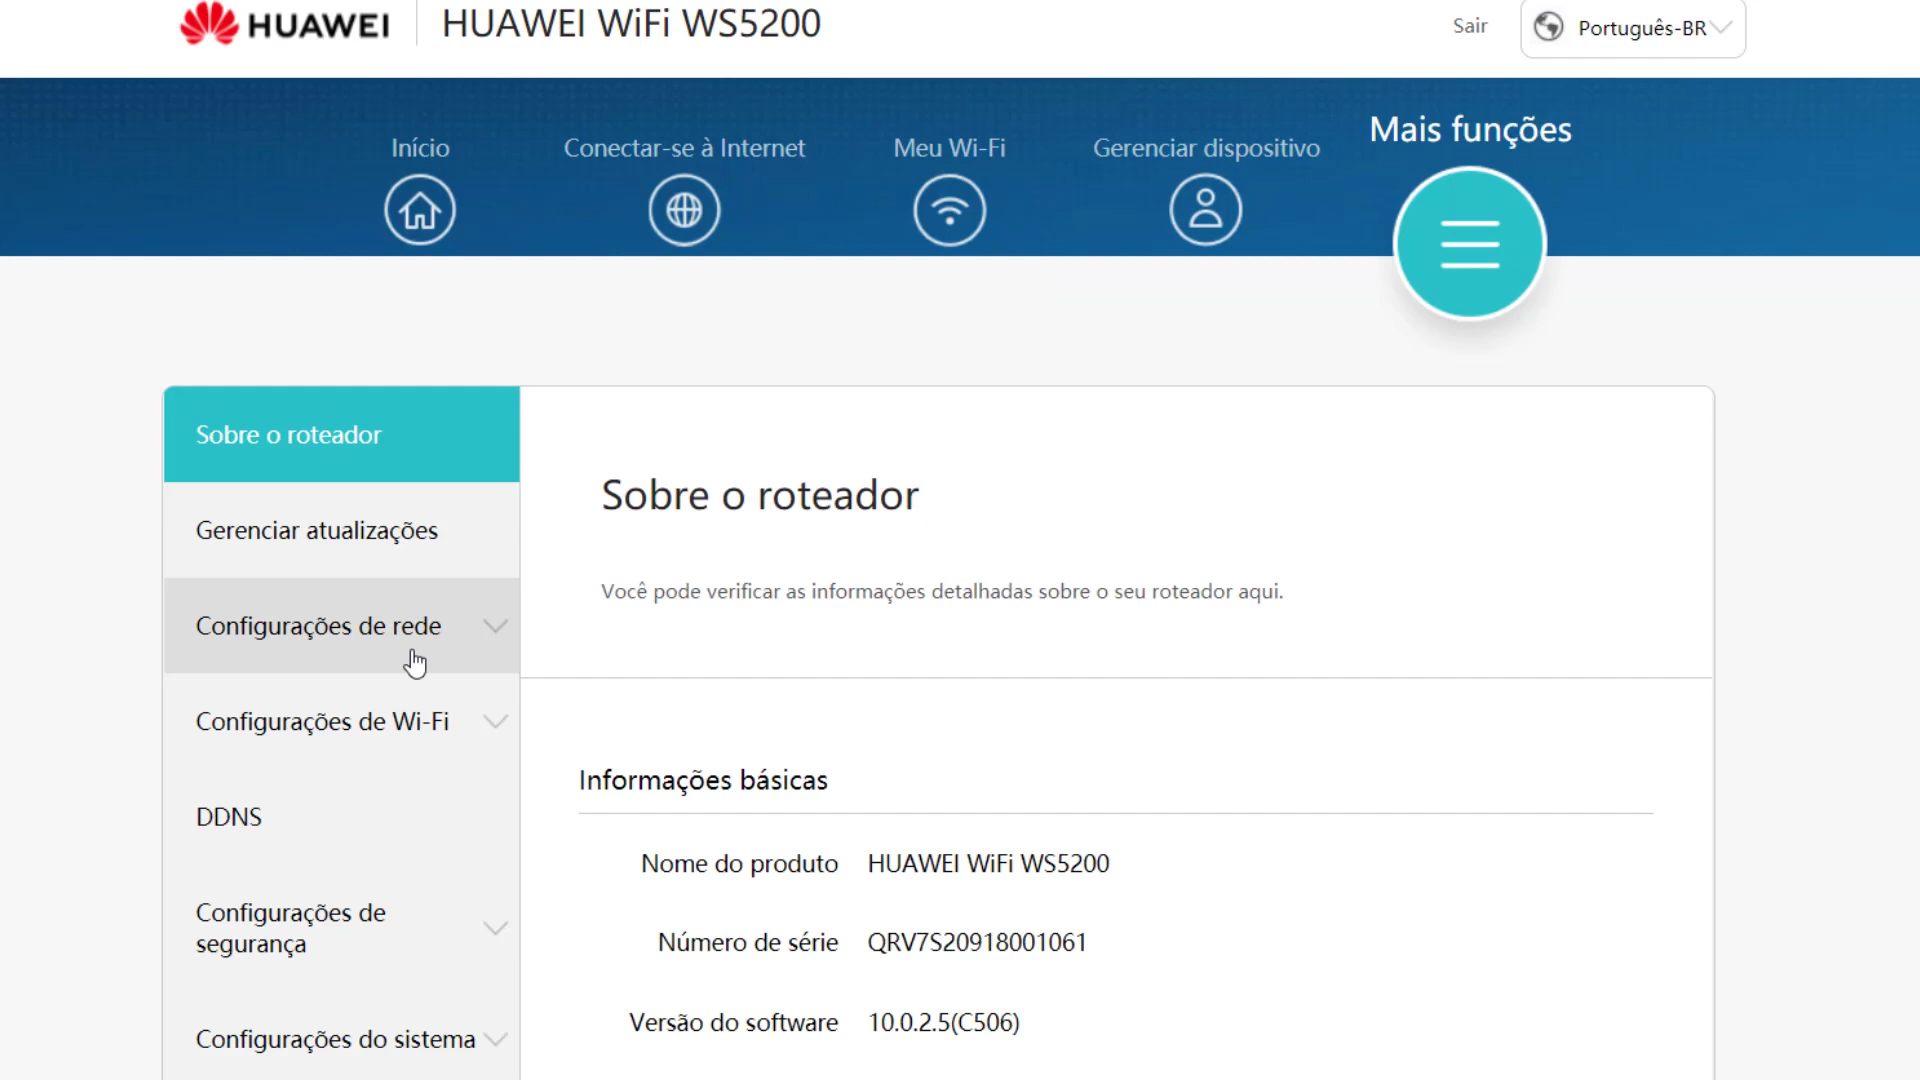 HUAWEI
HUAWEI WiFi WS5200
Sair
Português-BR
Início
Conectar-se à Internet
Meu Wi-Fi
Gerenciar dispositivo
Mais funções
Sobre o roteador
Gerenciar atualizações
Configurações de rede
Configurações de Wi-Fi
DDNS
Configurações de
segurança
Configurações do sistema
Sobre o roteador
Você pode verificar as informações detalhadas sobre o seu roteador aqui.
Informações básicas
Nome do produto HUAWEI WiFi WS5200
Número de série QRV7S20918001061
Versão do software 10.0.2.5(C506)